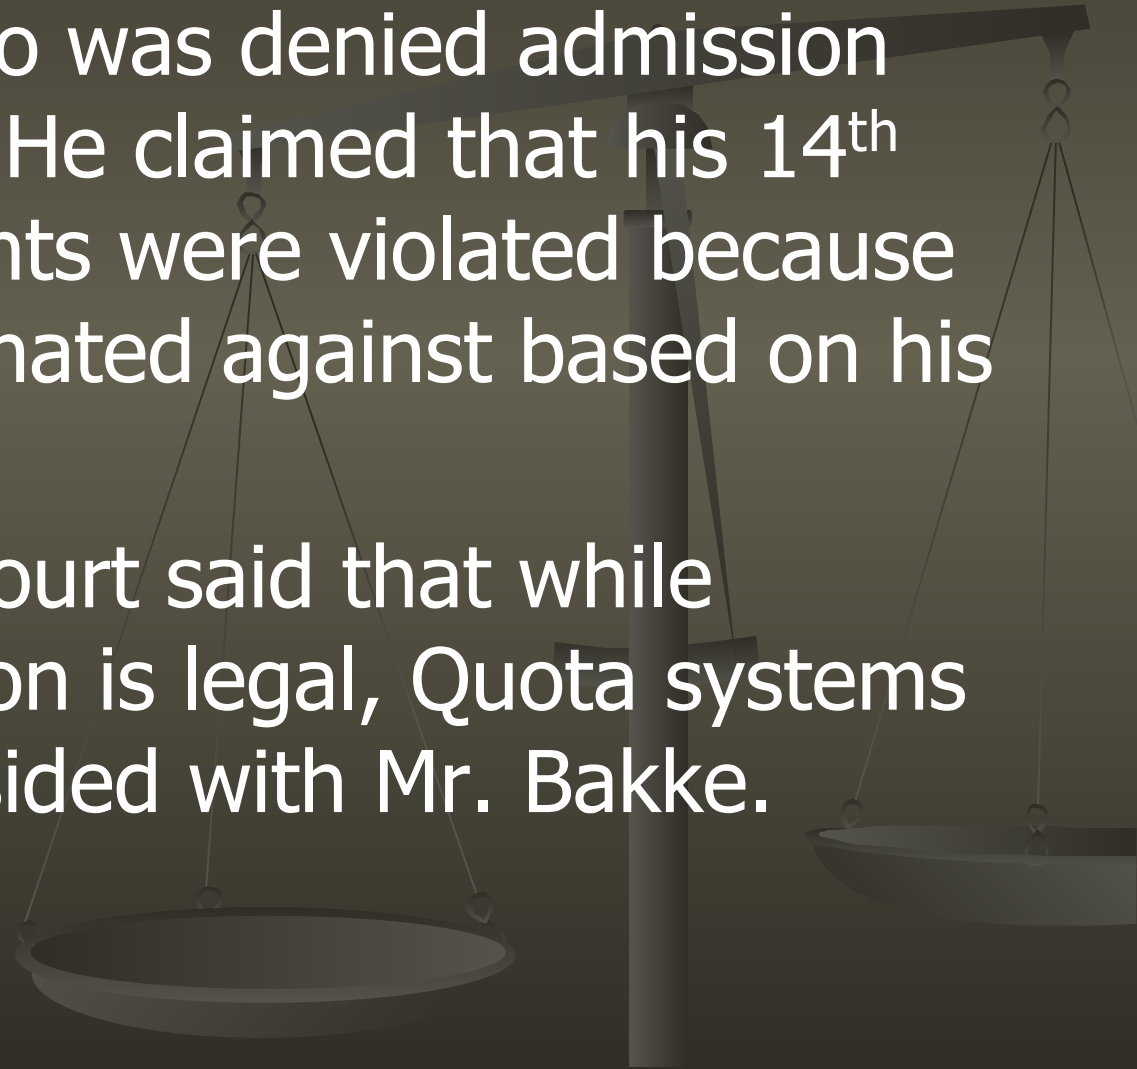 o was denied admission
He claimed that his 14th
nts were violated because
nated against based on his
ourt said that while
on is legal, Quota systems
sided with Mr. Bakke.